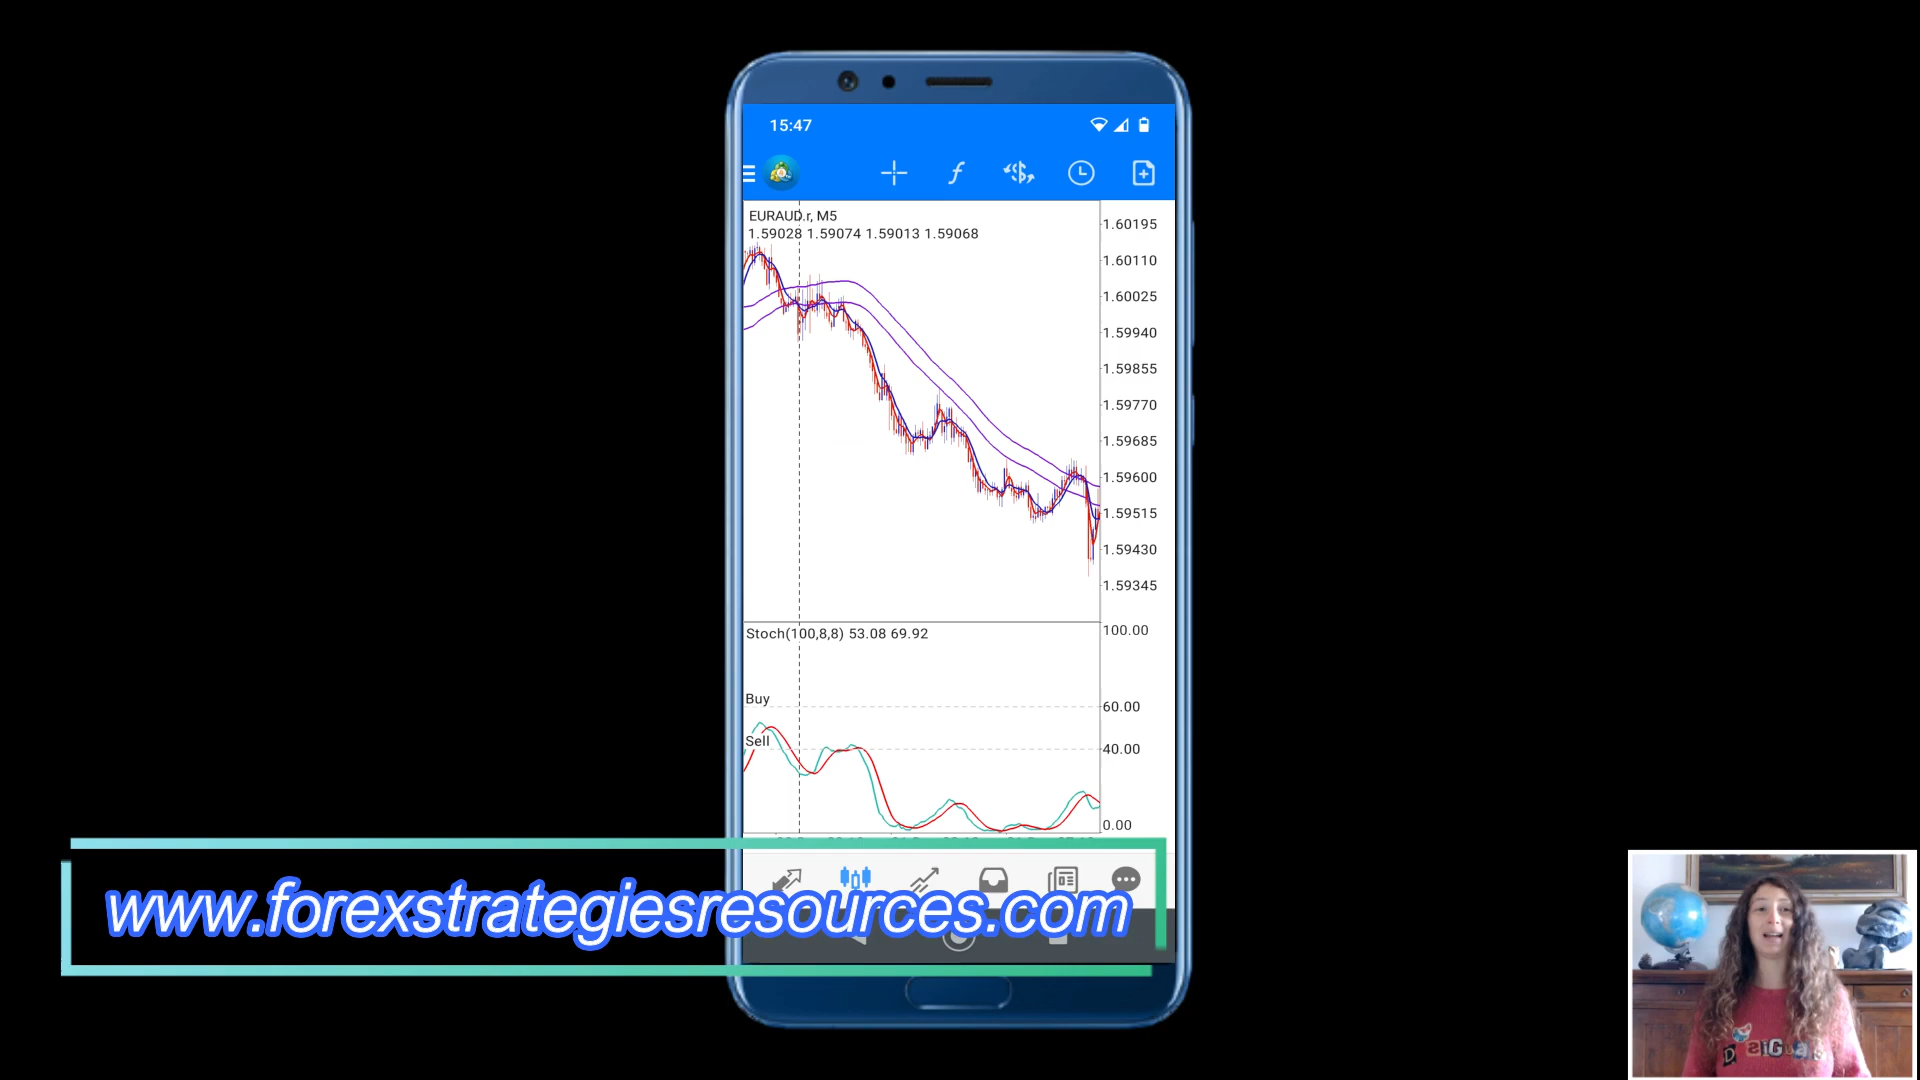 15:47
EURAUD.r, M5
1.59028 1.59074 1.59013 1.59068
1.60195
1.60110
1.60025
1.59940
1.59855
1.59770
1.59685
1.59600
1.59515
1.59430
1.59345
Stoch(100,8,8) 53.08 69.92
100.00
Buy
60.00
Sell
40.00
0.00
www.forexstrategiesresources.com